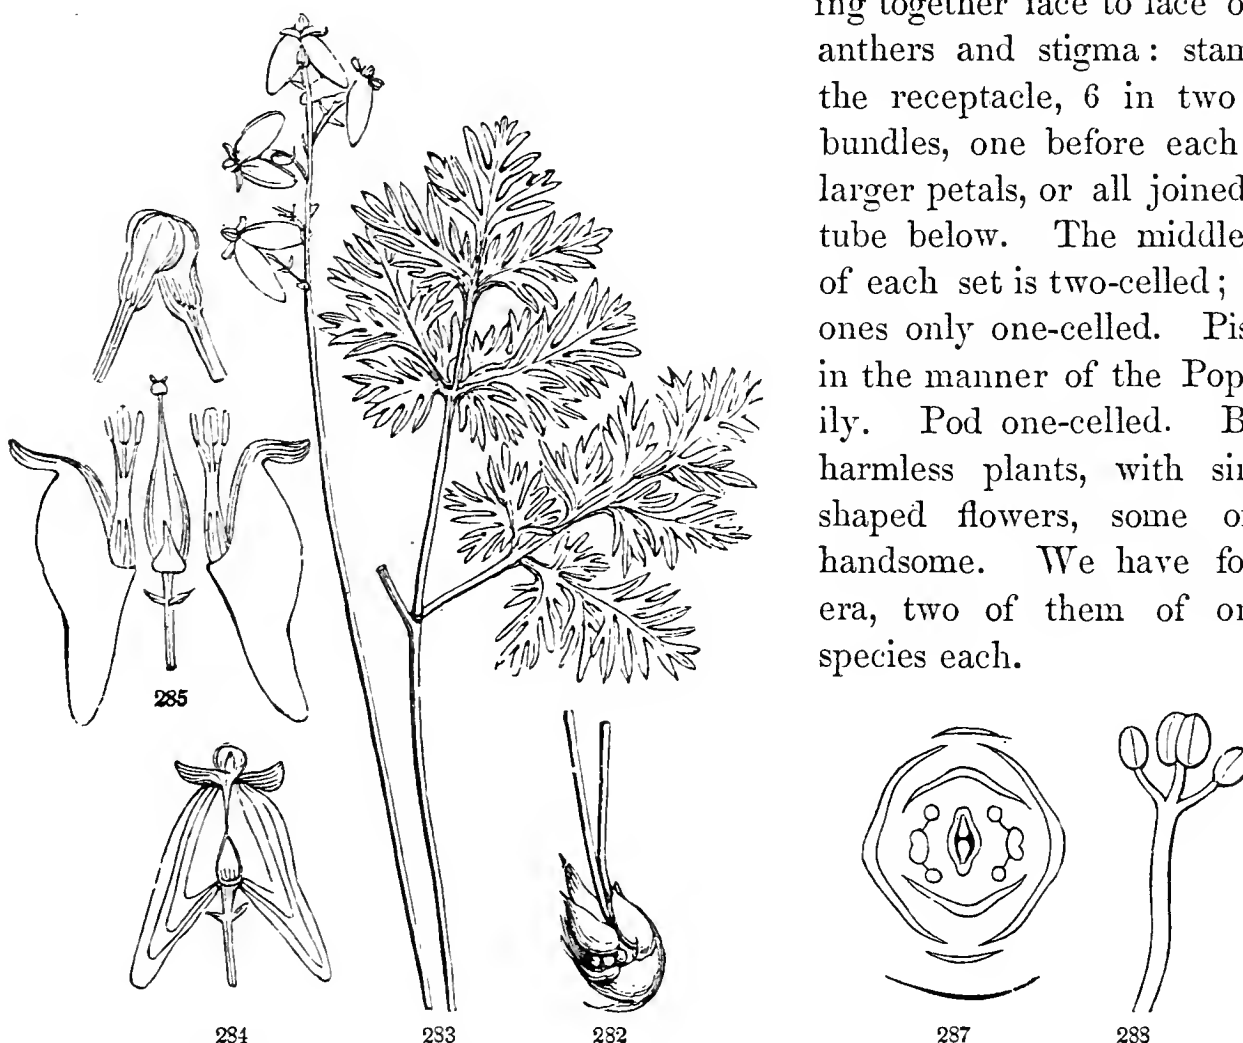 ing together face to face o
anthers and stigma: stam
the receptacle, 6 in two
bundles, one before each
larger petals, or all joined
tube below. The middle
of each set is two-celled;
ones only one-celled. Pis
in the manner of the Pop
ily. Pod one-celled. B
harmless plants, with sin
shaped flowers, some o
handsome. We have fo
era, two of them of on
species each.
285
284
283
282
287
288